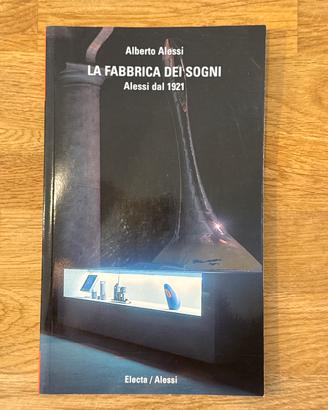 Alberto Alessi
LA FABBRICA DEI SOGNI
Alessi dal 1921
Electa / Alessi